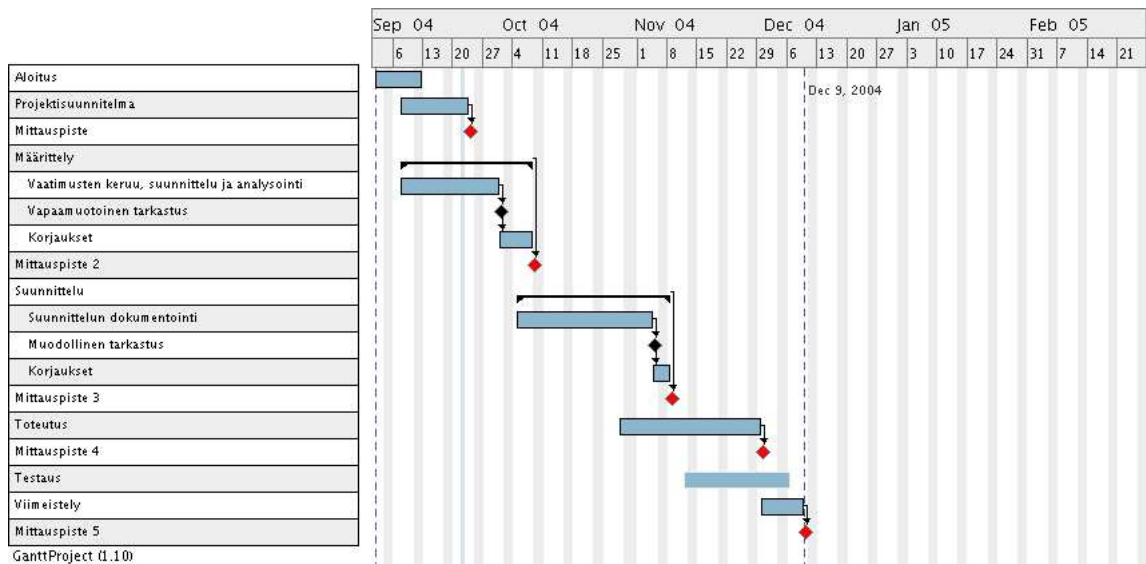 Sep 04 Oct 04 Nov 04 Dec 04 Jan 05 Feb 05
6 13 20 27 4 11 18 25 1 8 15 22 29 6 13 20 27 3 10 17 24 31 7 14 21
Aloitus
Dec 9, 2004
Projektisuunnitelma
Mittauspiste
Määrittely
Vaatimusten keruu, suunnittelu ja analysointi
Vapaamuotoinen tarkastus
Korjaukset
Mittauspiste 2
Suunnittelu
Suunnittelun dokumentointi
Muodollinen tarkastus
Korjaukset
Mittauspiste 3
Toteutus
Mittauspiste 4
Testaus
Viimeistely
Mittauspiste 5
GanttProject (1.10)